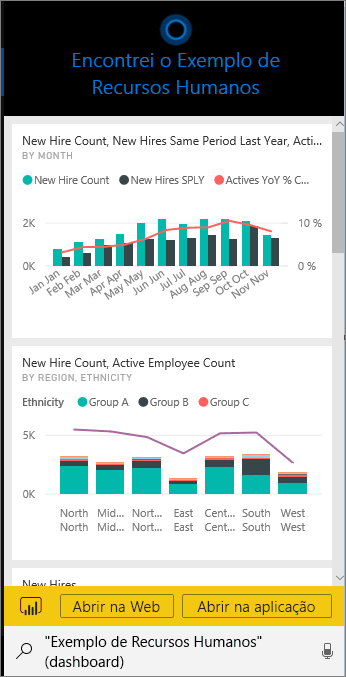 Encontrei o Exemplo de
Recursos Humanos
New Hire Count, New Hires Same Period Last Year, Acti...
BY MONTH
New Hire Count New Hires SPLY Actives YoY % C...
2K 10 %
0K 0 %
Jan Jan Feb Feb Mar Mar Apr Apr May May Jun Jun Jul Jul Aug Aug Sep Sep Oct Oct Nov Nov
New Hire Count, Active Employee Count
BY REGION, ETHNICITY
Ethnicity Group A Group B Group C
5K
0K
North Mid... Nort... East Cent... South West
North Mid... Nort... East Cent... South West
New Hires
Abrir na Web Abrir na aplicação
"Exemplo de Recursos Humanos"
(dashboard)